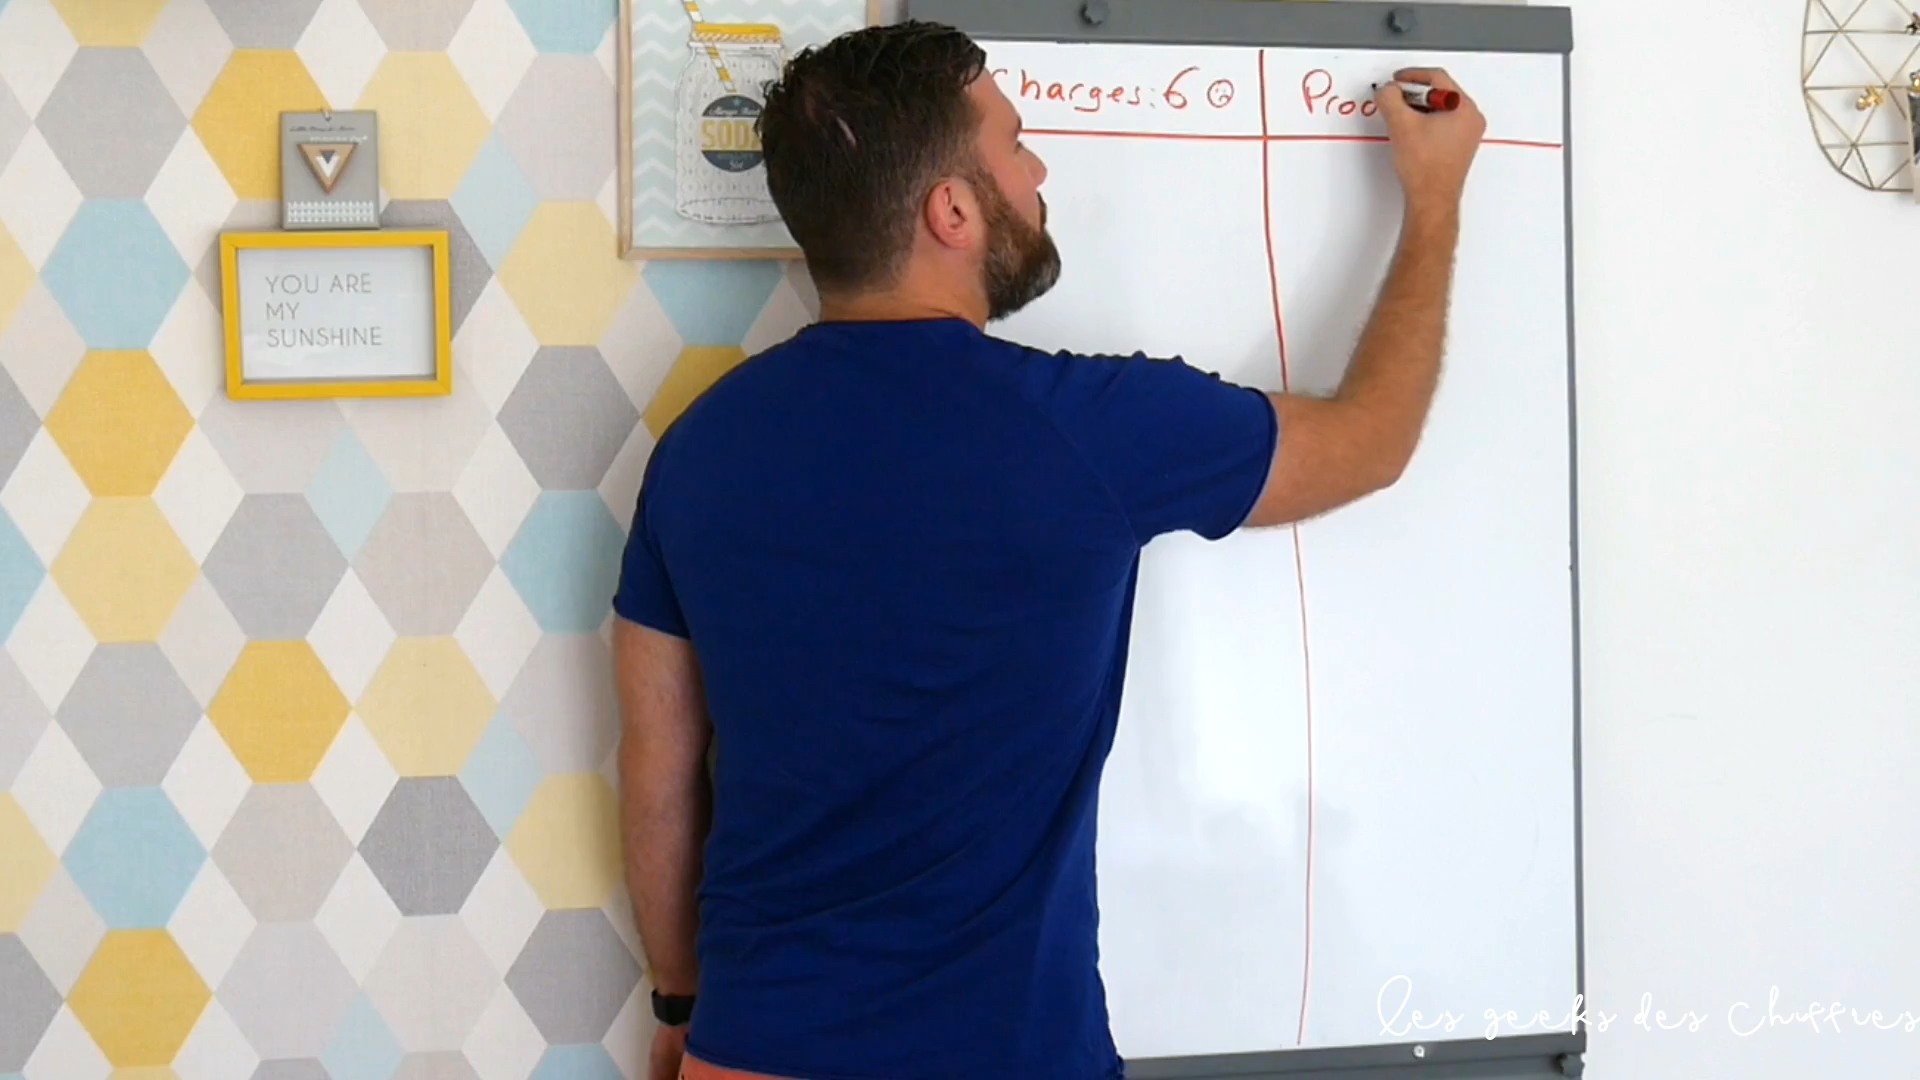 Charges: 6 ☹
Prod
SODA
YOU ARE
MY
SUNSHINE
Les geeks des chiffres